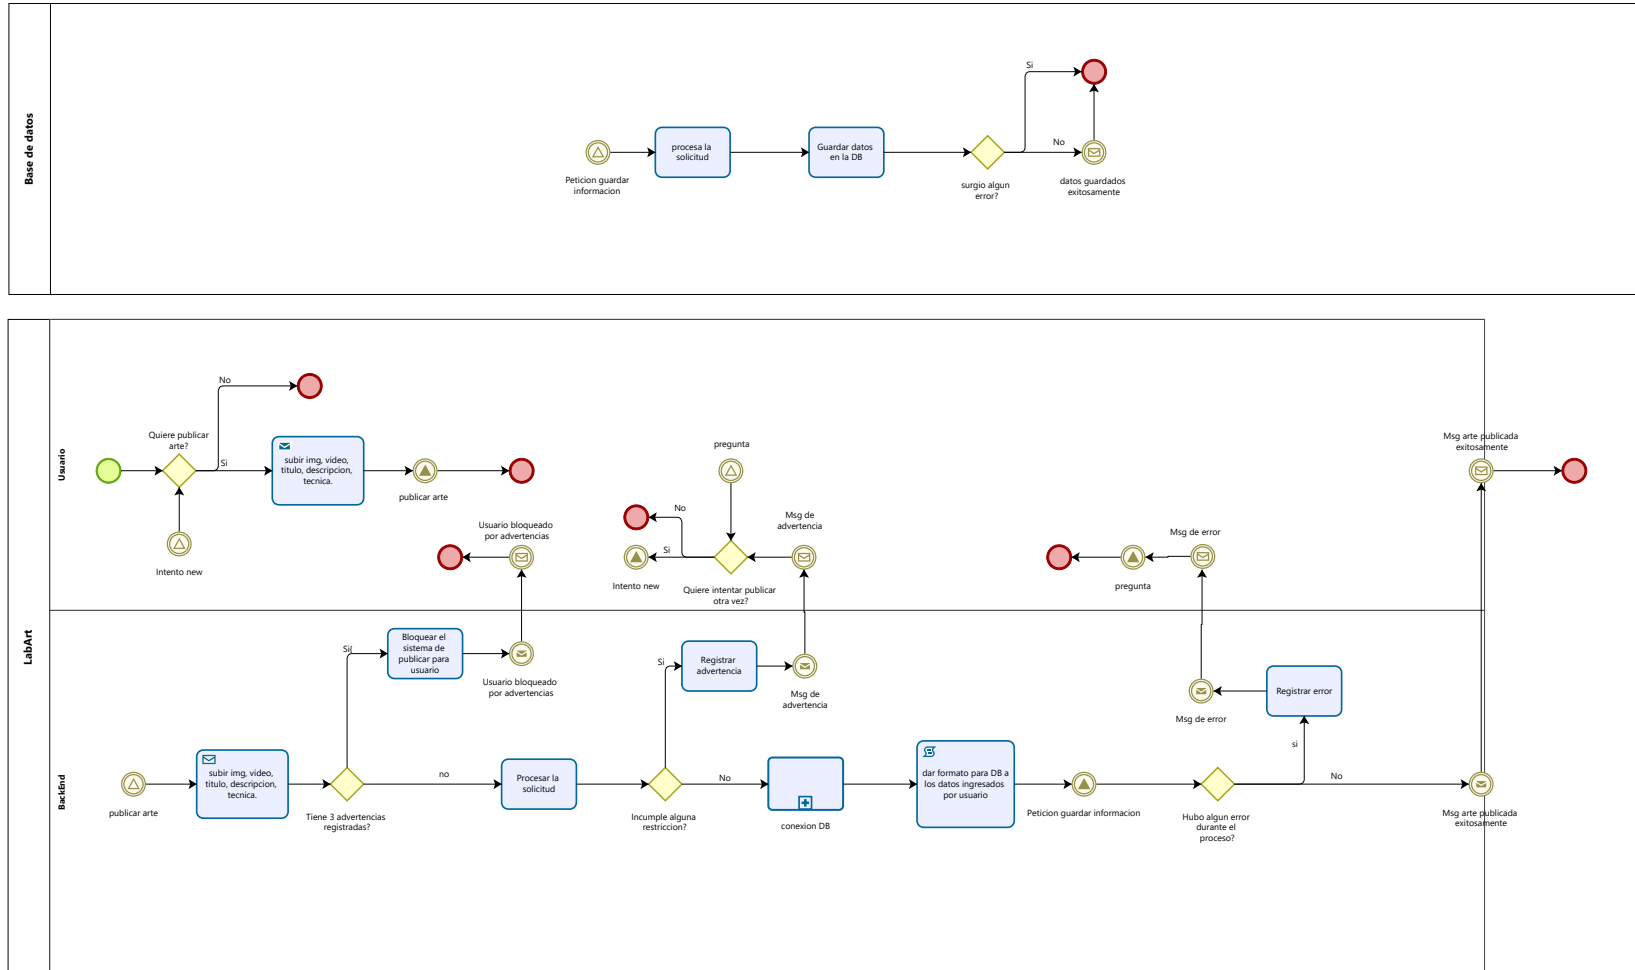 Base de datos
Peticion guardar
informacion
procesa la
solicitud
Guardar datos
en la DB
surgio algun
error?
Si
No
datos guardados
exitosamente
LabArt
Usuario
Quiere publicar
arte?
No
Si
Intento new
subir img, video,
titulo, descripcion,
tecnica.
publicar arte
Usuario bloqueado
por advertencias
pregunta
No
Si
Intento new
Quiere intentar publicar
otra vez?
Msg de
advertencia
Msg de error
pregunta
Msg arte publicada
exitosamente
BackEnd
publicar arte
subir img, video,
titulo, descripcion,
tecnica.
Tiene 3 advertencias
registradas?
Si
Bloquear el
sistema de
publicar para
usuario
Usuario bloqueado
por advertencias
no
Procesar la
solicitud
Incumple alguna
restriccion?
Si
Registrar
advertencia
Msg de
advertencia
No
conexion DB
dar formato para DB a
los datos ingresados
por usuario
Peticion guardar informacion
Hubo algun error
durante el
proceso?
si
Registrar error
Msg de error
No
Msg arte publicada
exitosamente